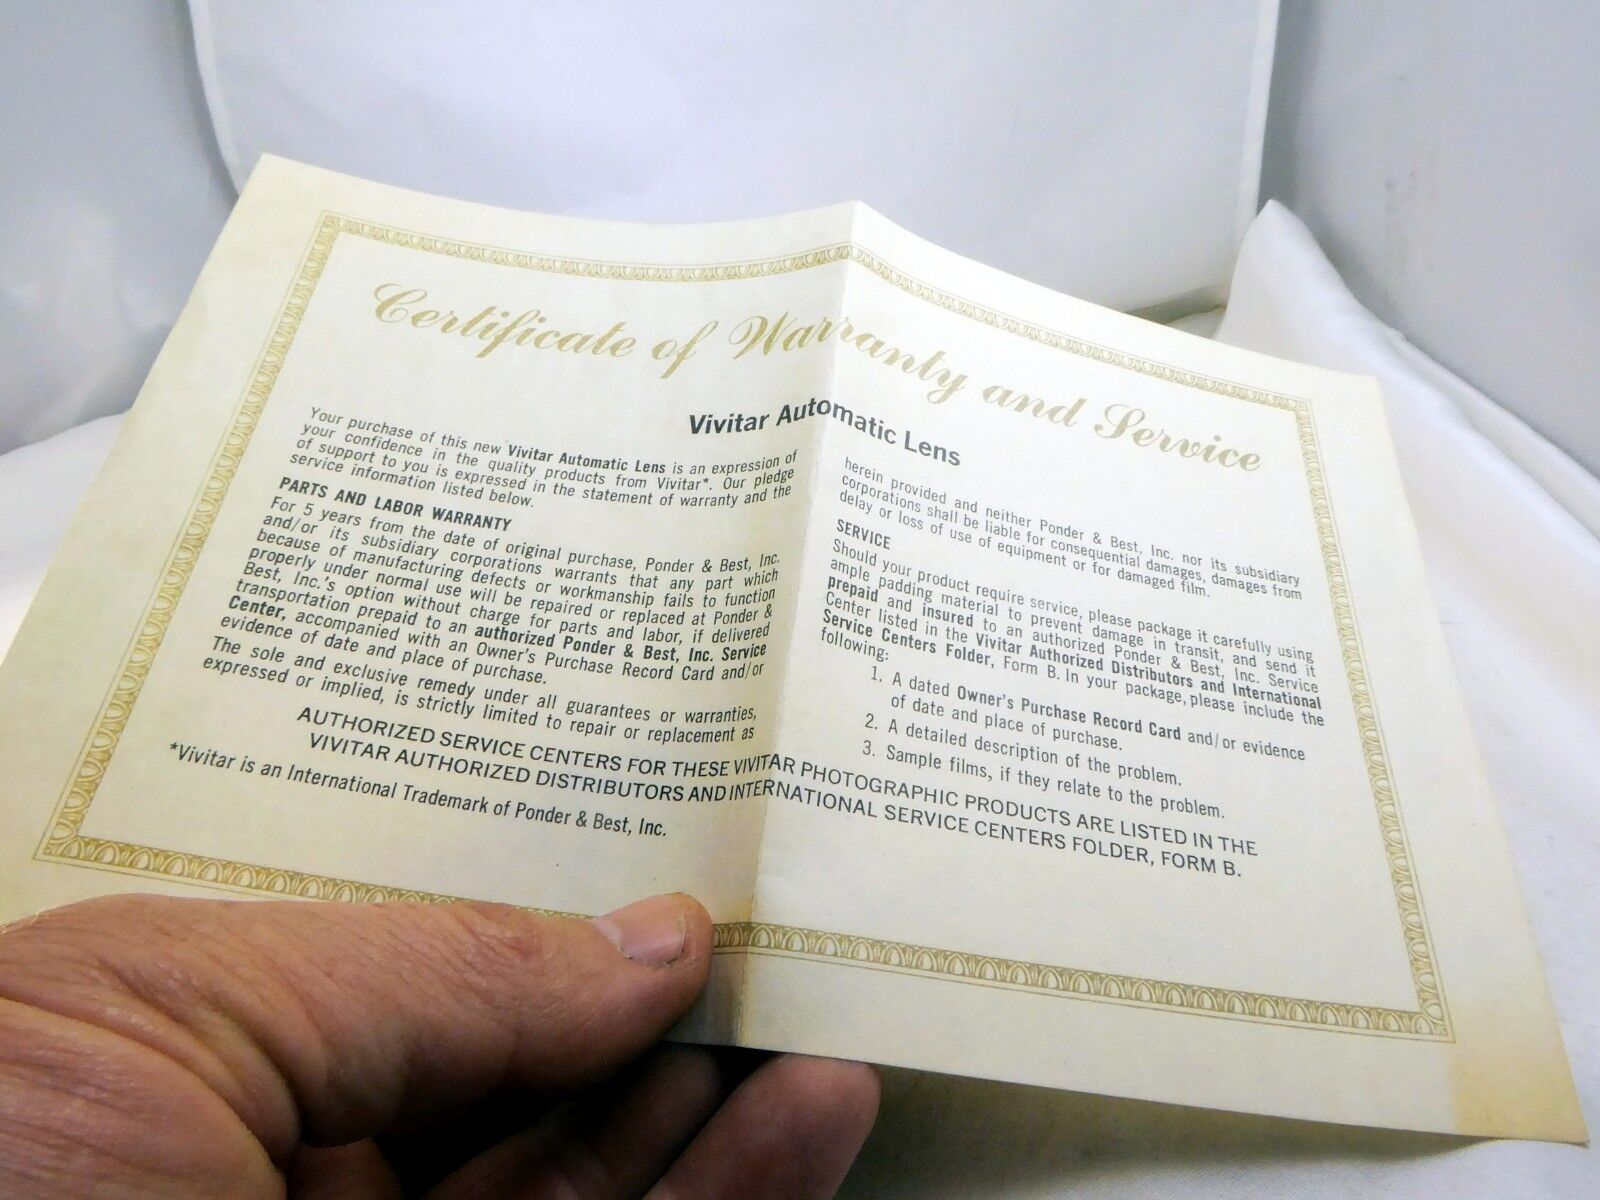 Certificate of Warranty and Service
Vivitar Automatic Lens
Your purchase of this new Vivitar Automatic Lens is an expression of
your confidence in the quality products from Vivitar*. Our pledge
of support to you is expressed in the statement of warranty and the
service information listed below.
PARTS AND LABOR WARRANTY
For 5 years from the date of original purchase, Ponder & Best, Inc.
and/or its subsidiary corporations warrants that any part which
because of manufacturing defects or workmanship fails to function
properly under normal use will be repaired or replaced at Ponder &
Best, Inc.'s option without charge for parts and labor, if delivered
transportation prepaid to an authorized Ponder & Best, Inc. Service
Center, accompanied with an Owner's Purchase Record Card and/or
evidence of date and place of purchase.
The sole and exclusive remedy under all guarantees or warranties,
expressed or implied, is strictly limited to repair or replacement as
herein provided and neither Ponder & Best, Inc. nor its subsidiary
corporations shall be liable for consequential damages, damages from
delay or loss of use of equipment or for damaged film.
SERVICE
Should your product require service, please package it carefully using
ample padding material to prevent damage in transit, and send it
prepaid and insured to an authorized Ponder & Best, Inc. Service
Center listed in the Vivitar Authorized Distributors and International
Service Centers Folder, Form B. In your package, please include the
following:
1. A dated Owner's Purchase Record Card and/or evidence
of date and place of purchase.
2. A detailed description of the problem.
3. Sample films, if they relate to the problem.
AUTHORIZED SERVICE CENTERS FOR THESE VIVITAR PHOTOGRAPHIC PRODUCTS ARE LISTED IN THE
VIVITAR AUTHORIZED DISTRIBUTORS AND INTERNATIONAL SERVICE CENTERS FOLDER, FORM B.
*Vivitar is an International Trademark of Ponder & Best, Inc.